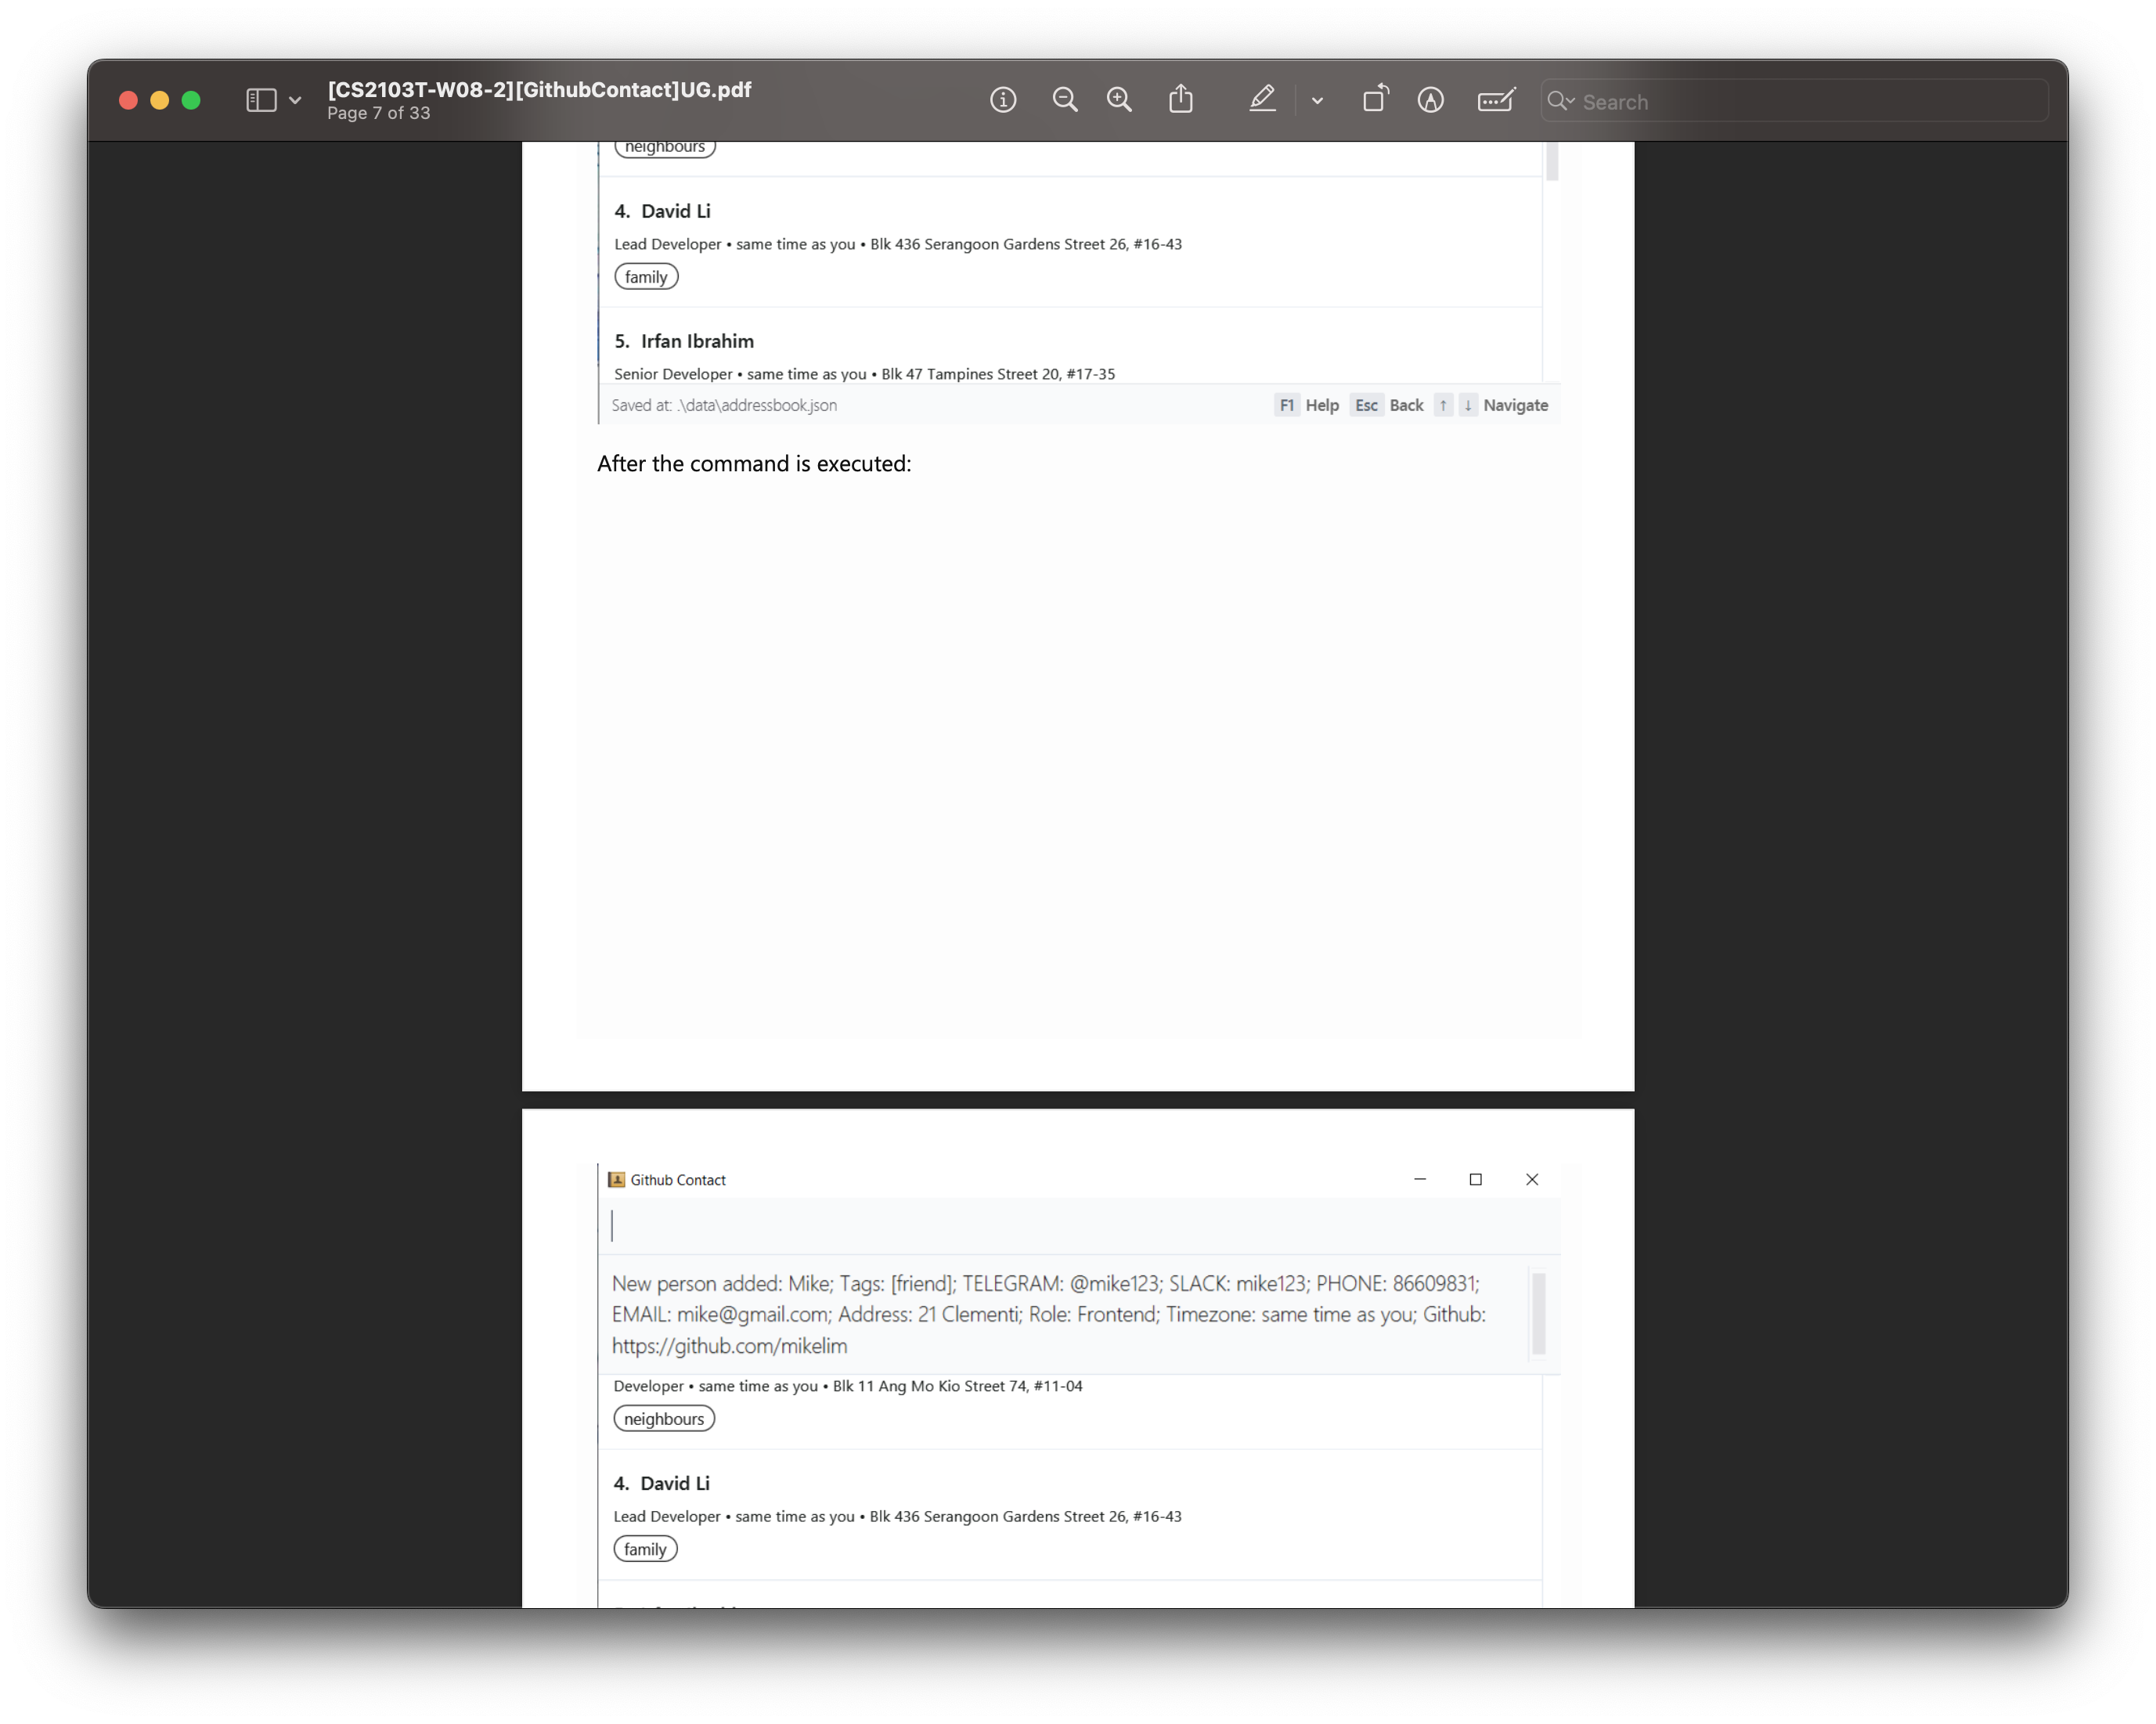 [CS2103T-W08-2][GithubContact]UG.pdf
Page 7 of 33
Search
neighbours
4. David Li
Lead Developer • same time as you • Blk 436 Serangoon Gardens Street 26, #16-43
family
5. Irfan Ibrahim
Senior Developer • same time as you • Blk 47 Tampines Street 20, #17-35
Saved at: .\data\addressbook.json F1 Help Esc Back ↑ ↓ Navigate
After the command is executed:
Github Contact
New person added: Mike; Tags: [friend]; TELEGRAM: @mike123; SLACK: mike123; PHONE: 86609831;
EMAIL: mike@gmail.com; Address: 21 Clementi; Role: Frontend; Timezone: same time as you; Github:
https://github.com/mikelim
Developer • same time as you • Blk 11 Ang Mo Kio Street 74, #11-04
neighbours
4. David Li
Lead Developer • same time as you • Blk 436 Serangoon Gardens Street 26, #16-43
family